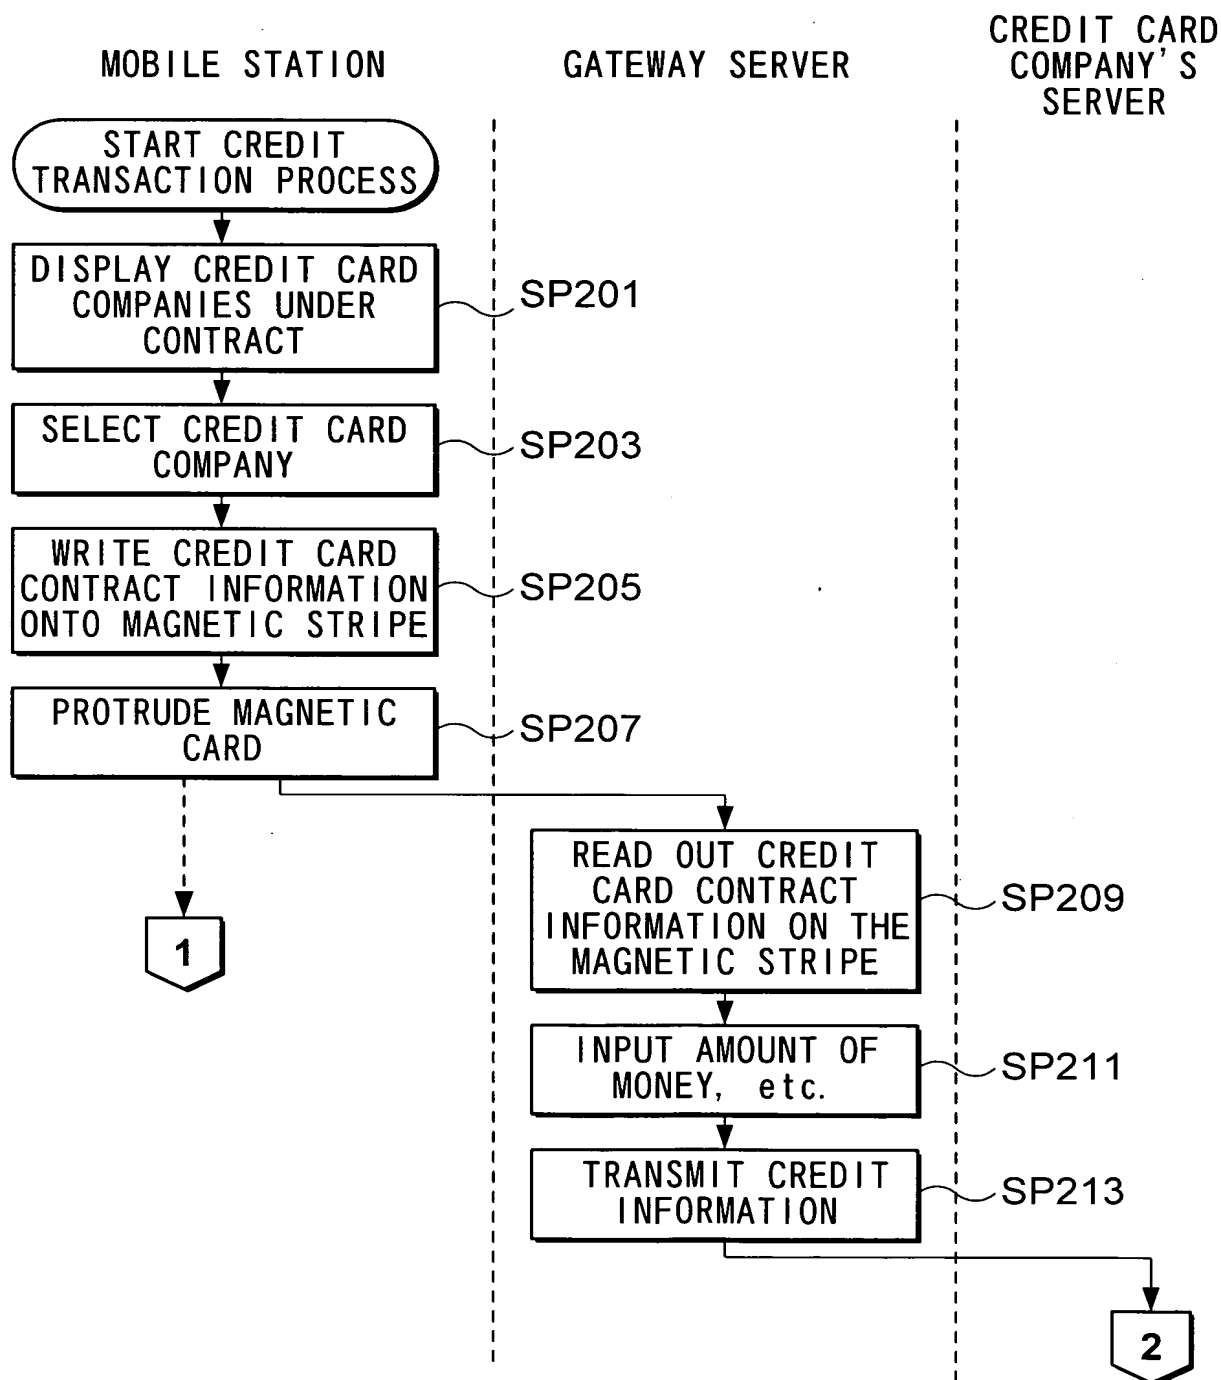 MOBILE STATION
GATEWAY SERVER
CREDIT CARD
COMPANY'S
SERVER
START CREDIT
TRANSACTION PROCESS
DISPLAY CREDIT CARD
COMPANIES UNDER
CONTRACT
SP201
SELECT CREDIT CARD
COMPANY
SP203
WRITE CREDIT CARD
CONTRACT INFORMATION
ONTO MAGNETIC STRIPE
SP205
PROTRUDE MAGNETIC
CARD
SP207
1
READ OUT CREDIT
CARD CONTRACT
INFORMATION ON THE
MAGNETIC STRIPE
SP209
INPUT AMOUNT OF
MONEY, etc.
SP211
TRANSMIT CREDIT
INFORMATION
SP213
2